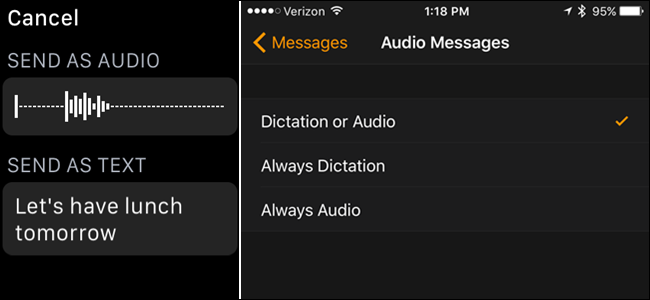 Cancel
SEND AS AUDIO
SEND AS TEXT
Let's have lunch
tomorrow
Verizon 1:18 PM 95%
Messages Audio Messages
Dictation or Audio
Always Dictation
Always Audio